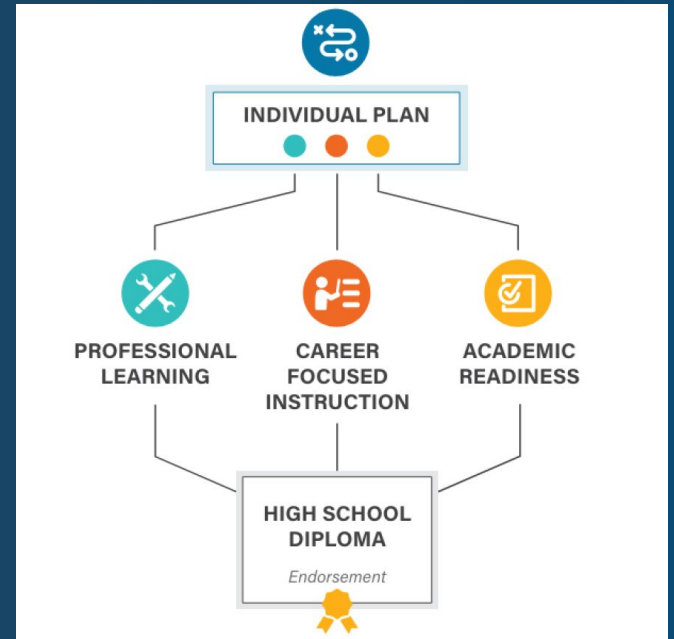 INDIVIDUAL PLAN
PROFESSIONAL
LEARNING
CAREER
FOCUSED
INSTRUCTION
ACADEMIC
READINESS
HIGH SCHOOL
DIPLOMA
Endorsement